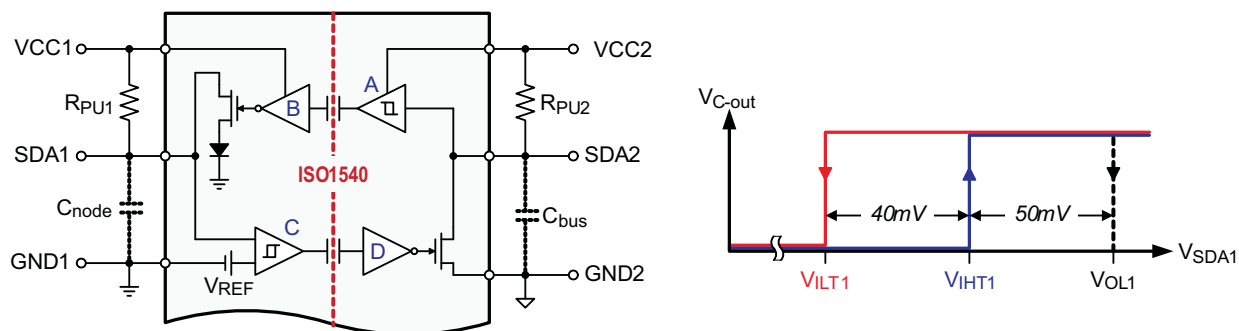 VCC1
VCC2
RPU1
A
B
RPU2
SDA1
SDA2
ISO1540
Cnode
C
D
Cbus
GND1
VREF
GND2
VC-out
40mV
50mV
VSDA1
VILT1
VIHT1
VOL1